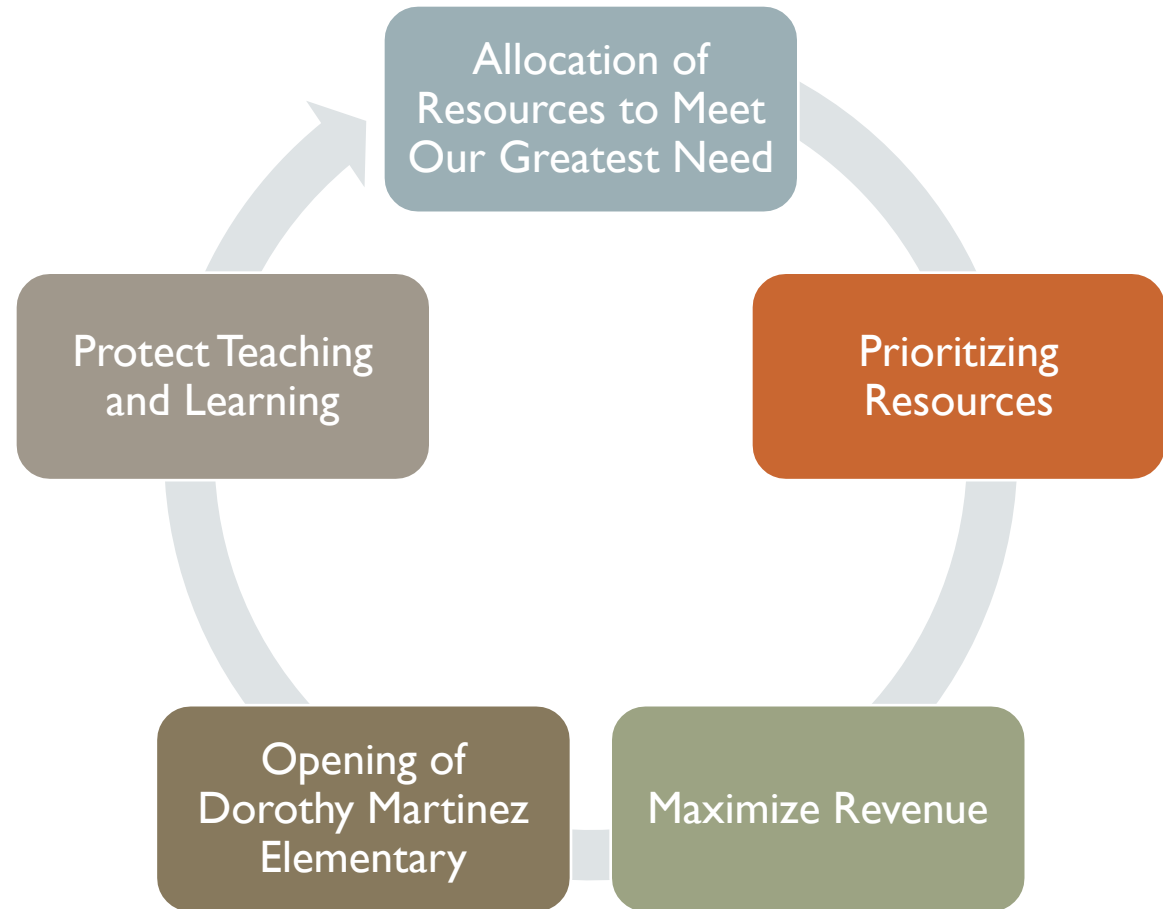 Allocation of
Resources to Meet
Our Greatest Need
Prioritizing
Resources
Maximize Revenue
Opening of
Dorothy Martinez
Elementary
Protect Teaching
and Learning